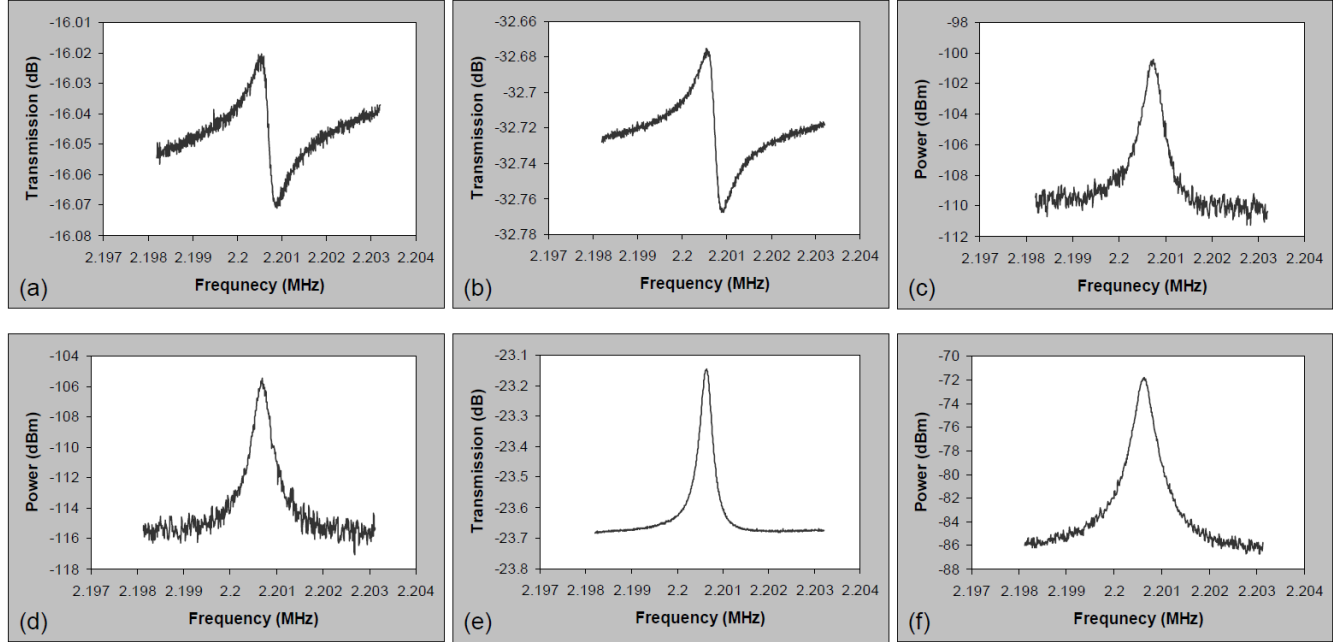 -16.01
-16.02
-16.03
-16.04
-16.05
-16.06
-16.07
-16.08
Transmission (dB)
2.197 2.198 2.199 2.2 2.201 2.202 2.203 2.204
(a) Frequnecy (MHz)
-32.66
-32.68
-32.7
-32.72
-32.74
-32.76
-32.78
Transmission (dB)
2.197 2.198 2.199 2.2 2.201 2.202 2.203 2.204
(b) Frequnecy (MHz)
-98
-100
-102
-104
-106
-108
-110
-112
Power (dBm)
2.197 2.198 2.199 2.2 2.201 2.202 2.203 2.204
(c) Frequnecy (MHz)
-104
-106
-108
-110
-112
-114
-116
-118
Power (dBm)
2.197 2.198 2.199 2.2 2.201 2.202 2.203 2.204
(d) Frequnecy (MHz)
-23.1
-23.2
-23.3
-23.4
-23.5
-23.6
-23.7
-23.8
Transmission (dB)
2.197 2.198 2.199 2.2 2.201 2.202 2.203 2.204
(e) Frequnecy (MHz)
-70
-72
-74
-76
-78
-80
-82
-84
-86
-88
Power (dBm)
2.197 2.198 2.199 2.2 2.201 2.202 2.203 2.204
(f) Frequnecy (MHz)